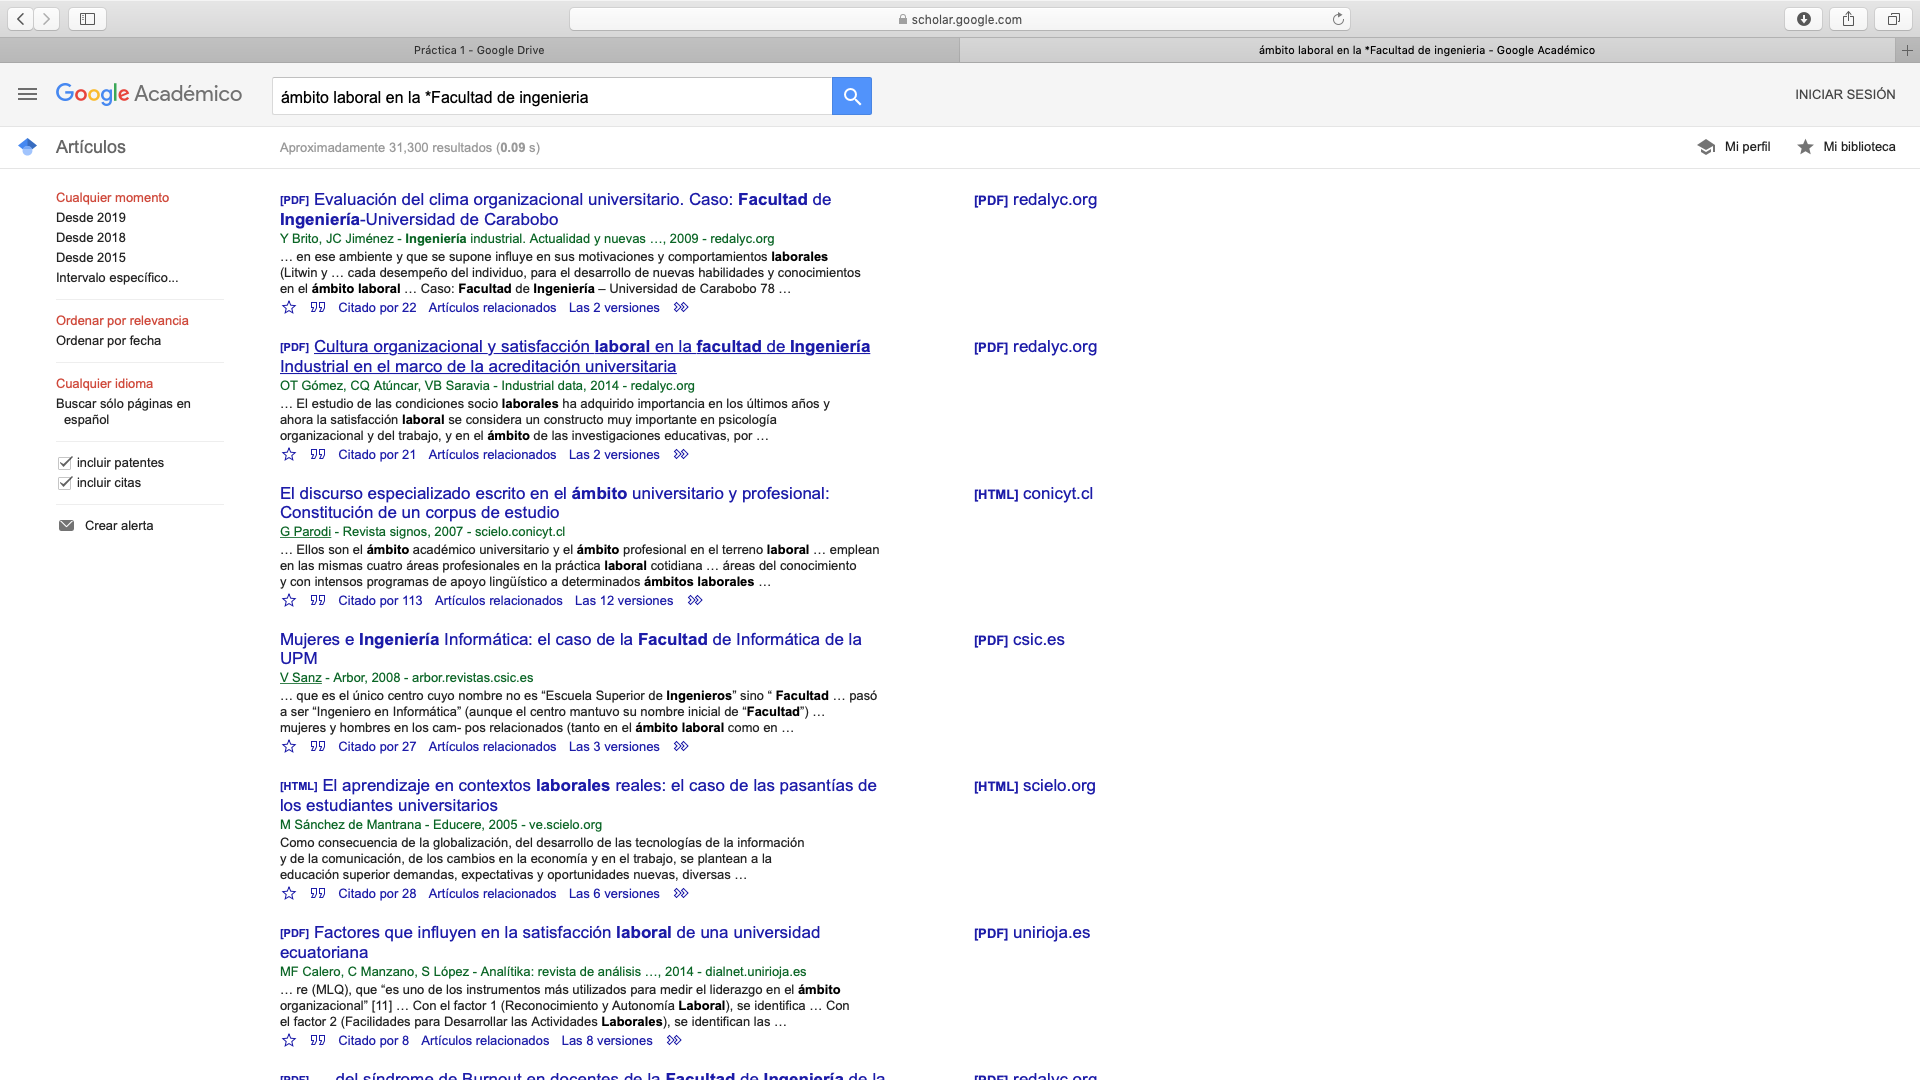 scholar.google.com
Práctica 1 - Google Drive
ámbito laboral en la *Facultad de ingenieria - Google Académico
Google Académico
ámbito laboral en la *Facultad de ingenieria
INICIAR SESIÓN
Artículos
Aproximadamente 31,300 resultados (0.09 s)
Mi perfil
Mi biblioteca
Cualquier momento
Desde 2019
Desde 2018
Desde 2015
Intervalo específico...
Ordenar por relevancia
Ordenar por fecha
Cualquier idioma
Buscar sólo páginas en
español
incluir patentes
incluir citas
Crear alerta
[PDF] Evaluación del clima organizacional universitario. Caso: Facultad de
Ingeniería-Universidad de Carabobo
Y Brito, JC Jiménez - Ingeniería industrial. Actualidad y nuevas …, 2009 - redalyc.org
… en ese ambiente y que se supone influye en sus motivaciones y comportamientos laborales
(Litwin y … cada desempeño del individuo, para el desarrollo de nuevas habilidades y conocimientos
en el ámbito laboral … Caso: Facultad de Ingeniería – Universidad de Carabobo 78 …
Citado por 22 Artículos relacionados Las 2 versiones
[PDF] redalyc.org
[PDF] Cultura organizacional y satisfacción laboral en la facultad de Ingeniería
Industrial en el marco de la acreditación universitaria
OT Gómez, CQ Atúncar, VB Saravia - Industrial data, 2014 - redalyc.org
… El estudio de las condiciones socio laborales ha adquirido importancia en los últimos años y
ahora la satisfacción laboral se considera un constructo muy importante en psicología
organizacional y del trabajo, y en el ámbito de las investigaciones educativas, por …
Citado por 21 Artículos relacionados Las 2 versiones
[PDF] redalyc.org
El discurso especializado escrito en el ámbito universitario y profesional:
Constitución de un corpus de estudio
G Parodi - Revista signos, 2007 - scielo.conicyt.cl
… Ellos son el ámbito académico universitario y el ámbito profesional en el terreno laboral … emplean
en las mismas cuatro áreas profesionales en la práctica laboral cotidiana … áreas del conocimiento
y con intensos programas de apoyo lingüístico a determinados ámbitos laborales …
Citado por 113 Artículos relacionados Las 12 versiones
[HTML] conicyt.cl
Mujeres e Ingeniería Informática: el caso de la Facultad de Informática de la
UPM
V Sanz - Arbor, 2008 - arbor.revistas.csic.es
… que es el único centro cuyo nombre no es “Escuela Superior de Ingenieros” sino “ Facultad … pasó
a ser “Ingeniero en Informática” (aunque el centro mantuvo su nombre inicial de “Facultad”) …
mujeres y hombres en los cam- pos relacionados (tanto en el ámbito laboral como en …
Citado por 27 Artículos relacionados Las 3 versiones
[PDF] csic.es
[HTML] El aprendizaje en contextos laborales reales: el caso de las pasantías de
los estudiantes universitarios
M Sánchez de Mantrana - Educere, 2005 - ve.scielo.org
Como consecuencia de la globalización, del desarrollo de las tecnologías de la información
y de la comunicación, de los cambios en la economía y en el trabajo, se plantean a la
educación superior demandas, expectativas y oportunidades nuevas, diversas …
Citado por 28 Artículos relacionados Las 6 versiones
[HTML] scielo.org
[PDF] Factores que influyen en la satisfacción laboral de una universidad
ecuatoriana
MF Calero, C Manzano, S López - Analítika: revista de análisis …, 2014 - dialnet.unirioja.es
… re (MLQ), que “es uno de los instrumentos más utilizados para medir el liderazgo en el ámbito
organizacional” [11] … Con el factor 1 (Reconocimiento y Autonomía Laboral), se identifica … Con
el factor 2 (Facilidades para Desarrollar las Actividades Laborales), se identifican las …
Citado por 8 Artículos relacionados Las 8 versiones
[PDF] unirioja.es
[PDF] … del síndrome de Burnout en docentes de la Facultad de Ingeniería de la
[PDF] redalyc.org